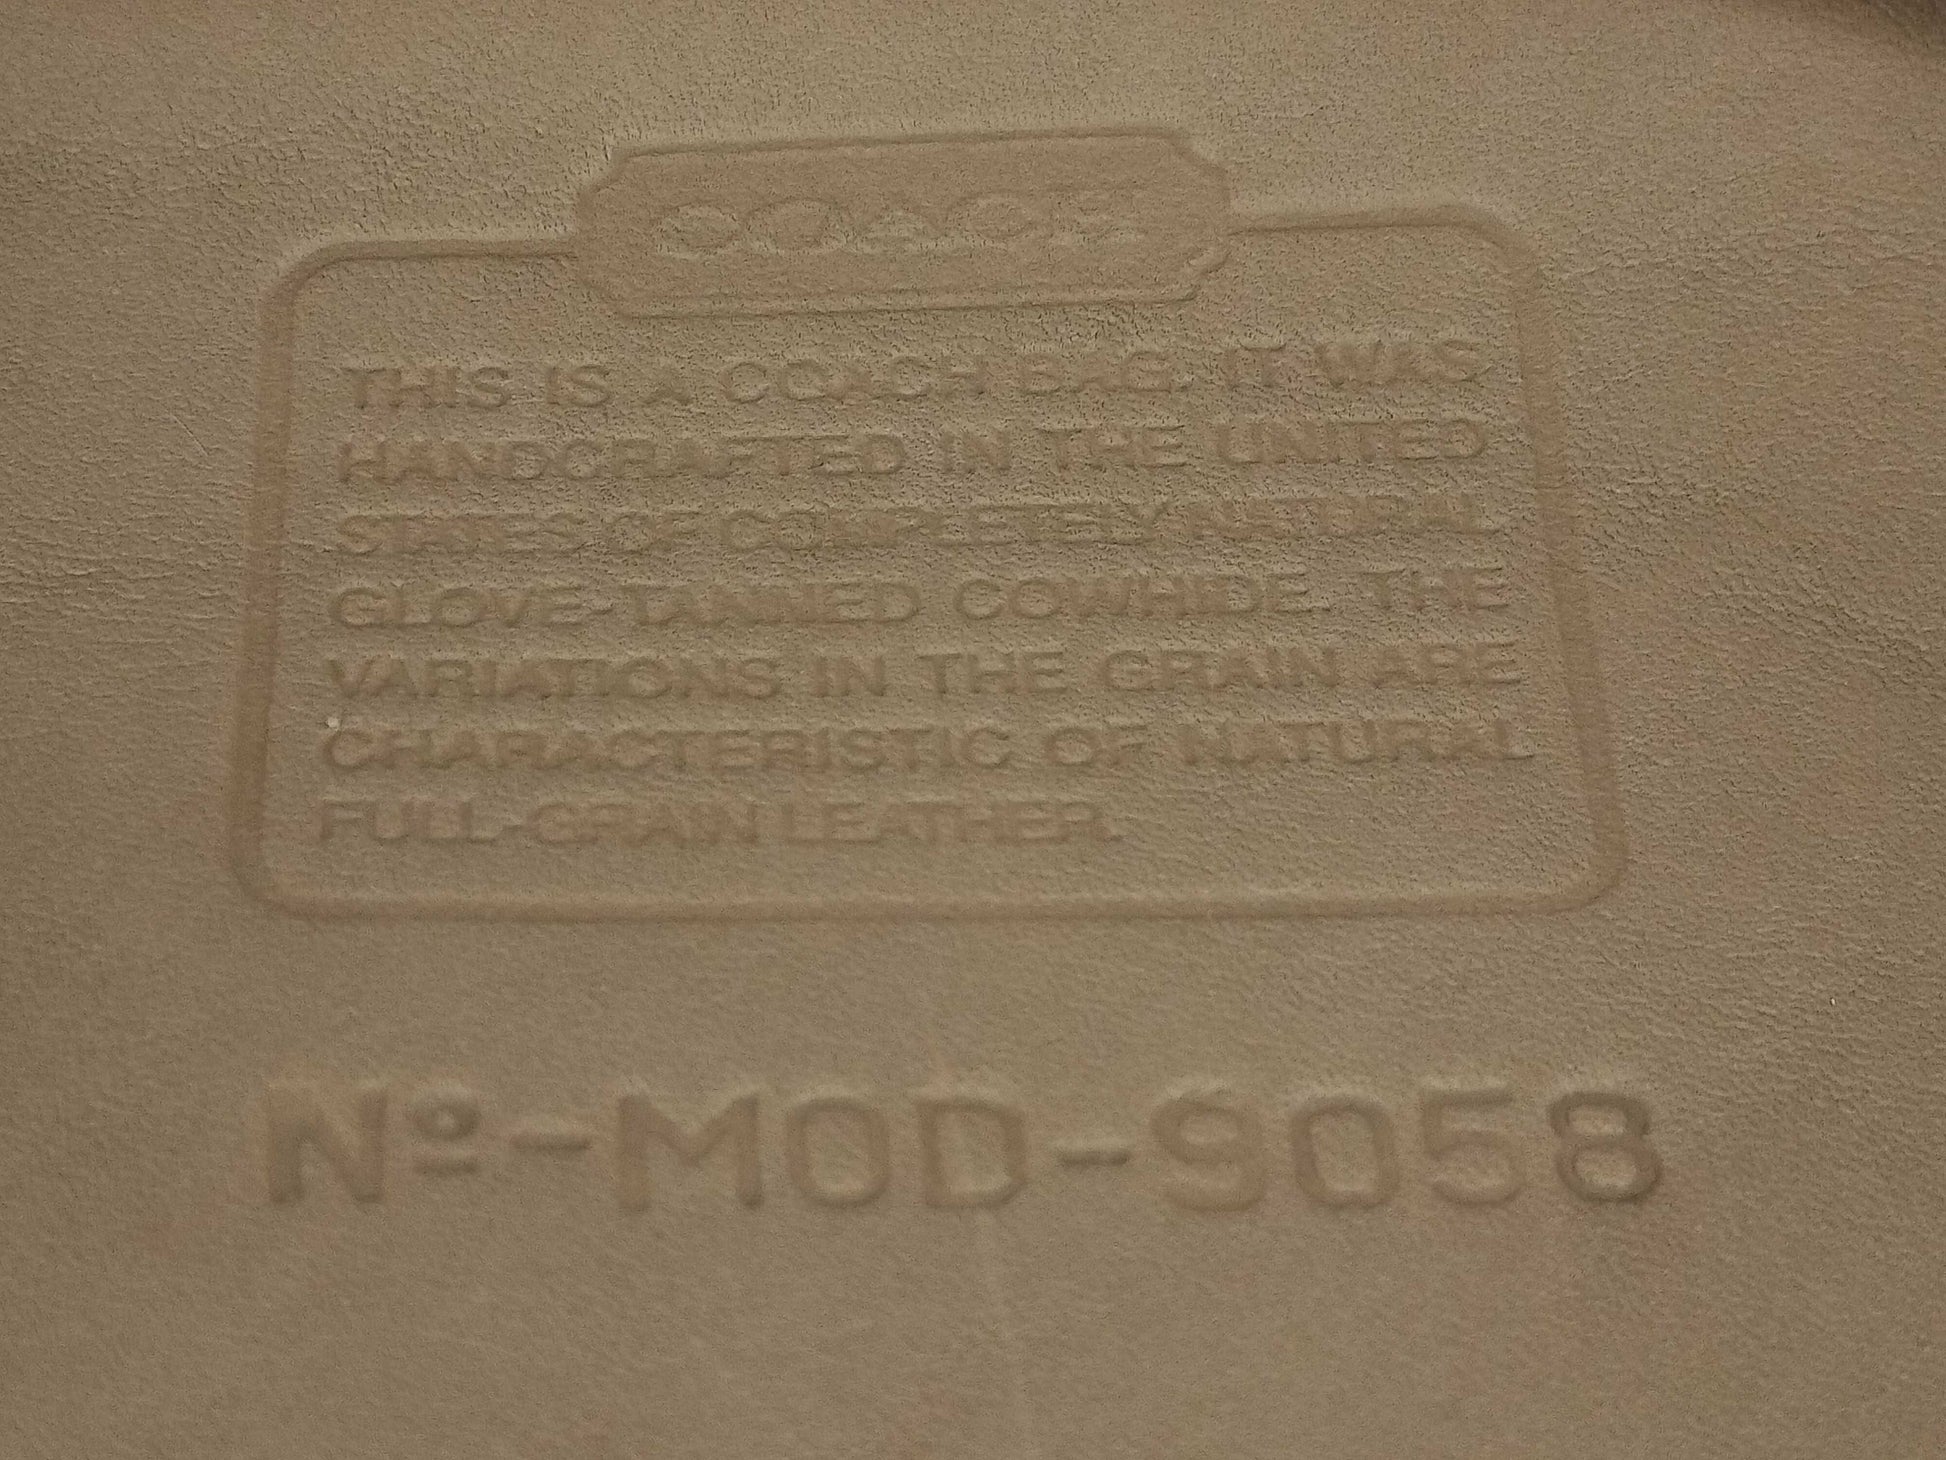 COACH
THIS IS A COACH BAG. IT WAS
HANDCRAFTED IN THE UNITED
STATES OF COMPLETELY NATURAL
GLOVE-TANNED COWHIDE. THE
VARIATIONS IN THE GRAIN ARE
CHARACTERISTIC OF NATURAL
FULL-GRAIN LEATHER.
Nº-MOD-9058